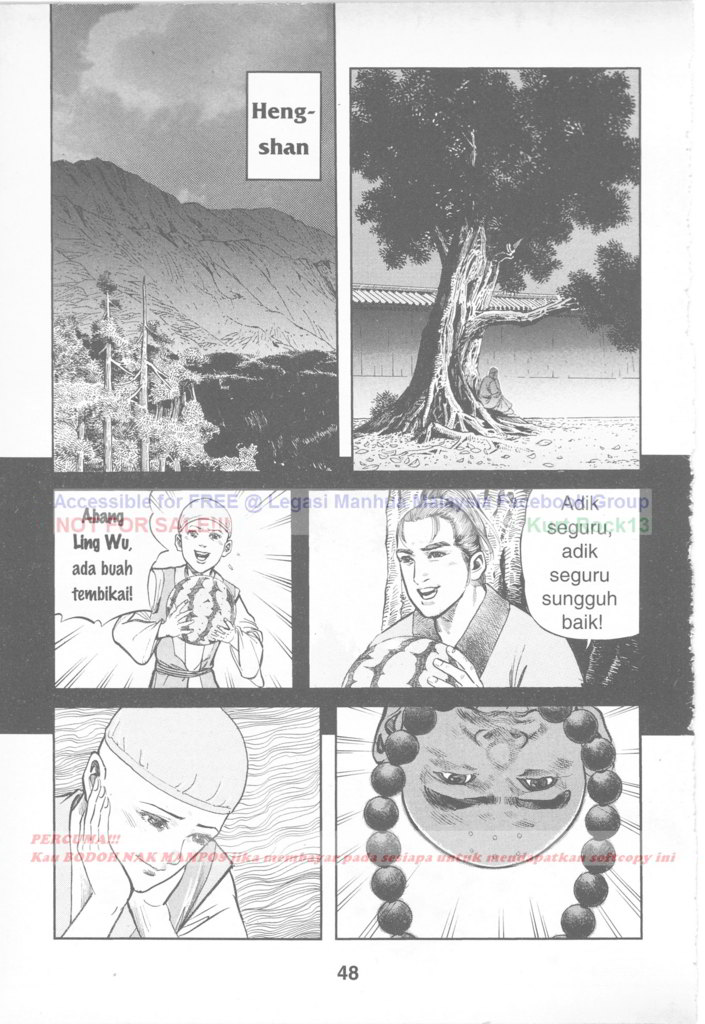 Heng-
shan
Accessible for FREE @ Legasi Manhua Malaysia Facebook Group
NOT FOR SALE!!!
Kurt Back13
Abang
Ling Wu,
ada buah
tembikai!
Adik
seguru,
adik
seguru
sungguh
baik!
PERCUMA!!!
Kau BODOH NAK MAMPOS jika membayar pada sesiapa untuk mendapatkan softcopy ini
48